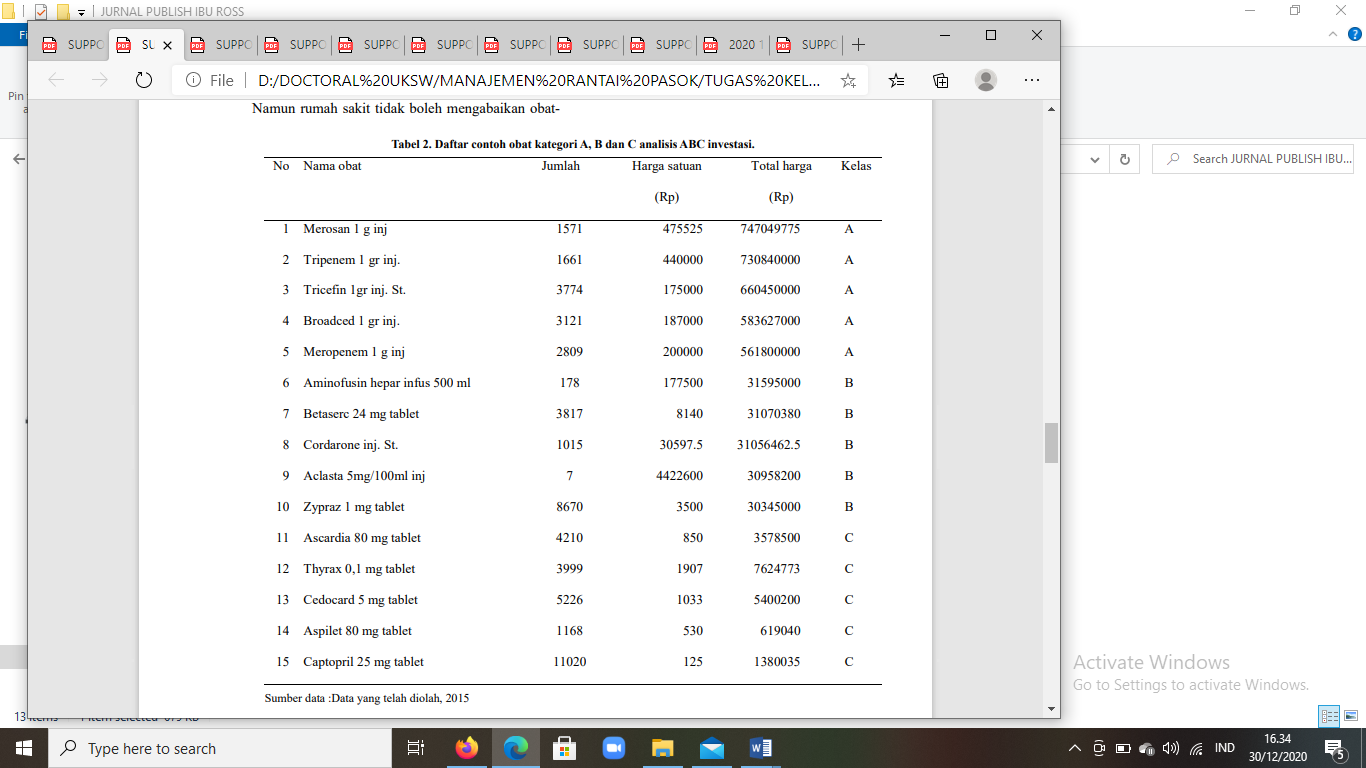 JURNAL PUBLISH IBU ROSS
Fi
SUPPO SU SUPPO SUPPO SUPPO SUPPO SUPPO SUPPO SUPPO 2020 1 SUPPO
File D:/DOCTORAL%20UKSW/MANAJEMEN%20RANTAI%20PASOK/TUGAS%20KEL...
Pin
Search JURNAL PUBLISH IBU...
Namun rumah sakit tidak boleh mengabaikan obat-
Tabel 2. Daftar contoh obat kategori A, B dan C analisis ABC investasi.
No Nama obat Jumlah Harga satuan Total harga Kelas
(Rp) (Rp)
1 Merosan 1 g inj 1571 475525 747049775 A
2 Tripenem 1 gr inj. 1661 440000 730840000 A
3 Tricefin 1gr inj. St. 3774 175000 660450000 A
4 Broadced 1 gr inj. 3121 187000 583627000 A
5 Meropenem 1 g inj 2809 200000 561800000 A
6 Aminofusin hepar infus 500 ml 178 177500 31595000 B
7 Betaserc 24 mg tablet 3817 8140 31070380 B
8 Cordarone inj. St. 1015 30597.5 31056462.5 B
9 Aclasta 5mg/100ml inj 7 4422600 30958200 B
10 Zypraz 1 mg tablet 8670 3500 30345000 B
11 Ascardia 80 mg tablet 4210 850 3578500 C
12 Thyrax 0,1 mg tablet 3999 1907 7624773 C
13 Cedocard 5 mg tablet 5226 1033 5400200 C
14 Aspilet 80 mg tablet 1168 530 619040 C
15 Captopril 25 mg tablet 11020 125 1380035 C
Sumber data :Data yang telah diolah, 2015
Activate Windows
Go to Settings to activate Windows.
Type here to search
IND
16.34
30/12/2020
5